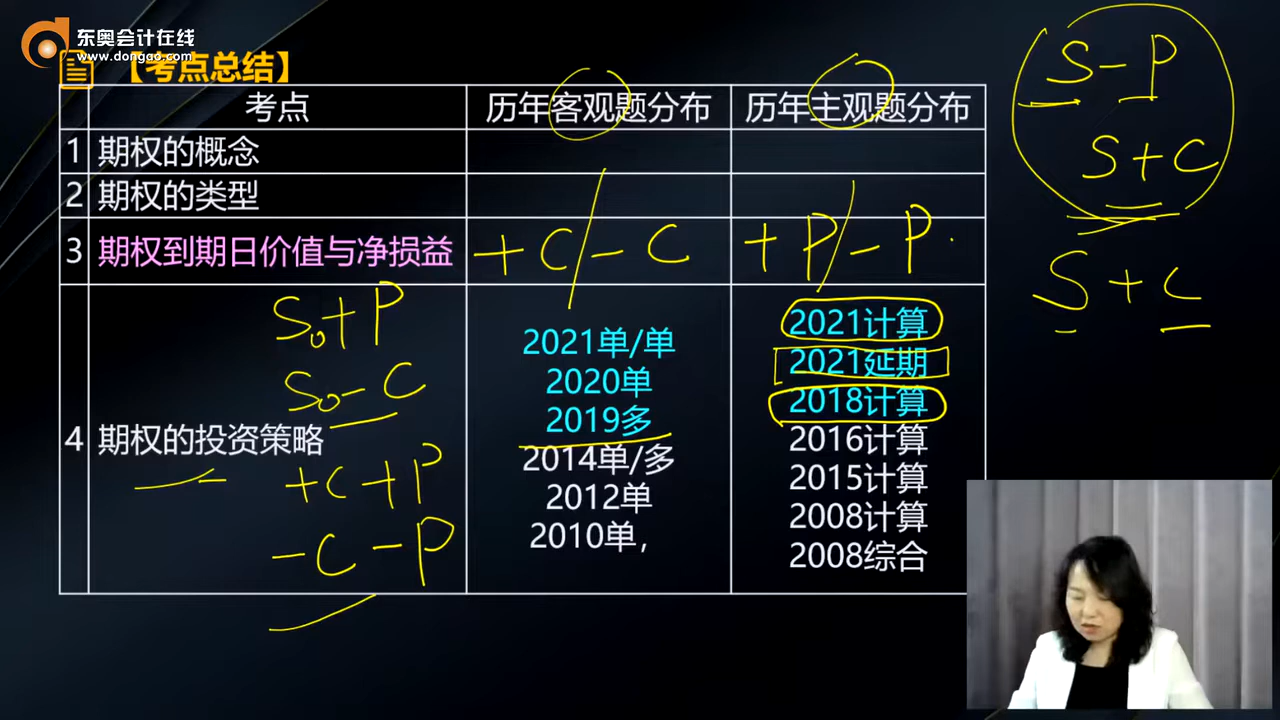 东奥会计在线
www.dongao.com
【考点总结】
考点 历年客观题分布 历年主观题分布
1 期权的概念
2 期权的类型
3 期权到期日价值与净损益
+C/-C +P/-P
4 期权的投资策略
S0+P
S0-C
+C+P
-C-P
2021单/单
2020单
2019多
2014单/多
2012单
2010单，
2021计算
2021延期
2018计算
2016计算
2015计算
2008计算
2008综合
S-P
S+C
S+C